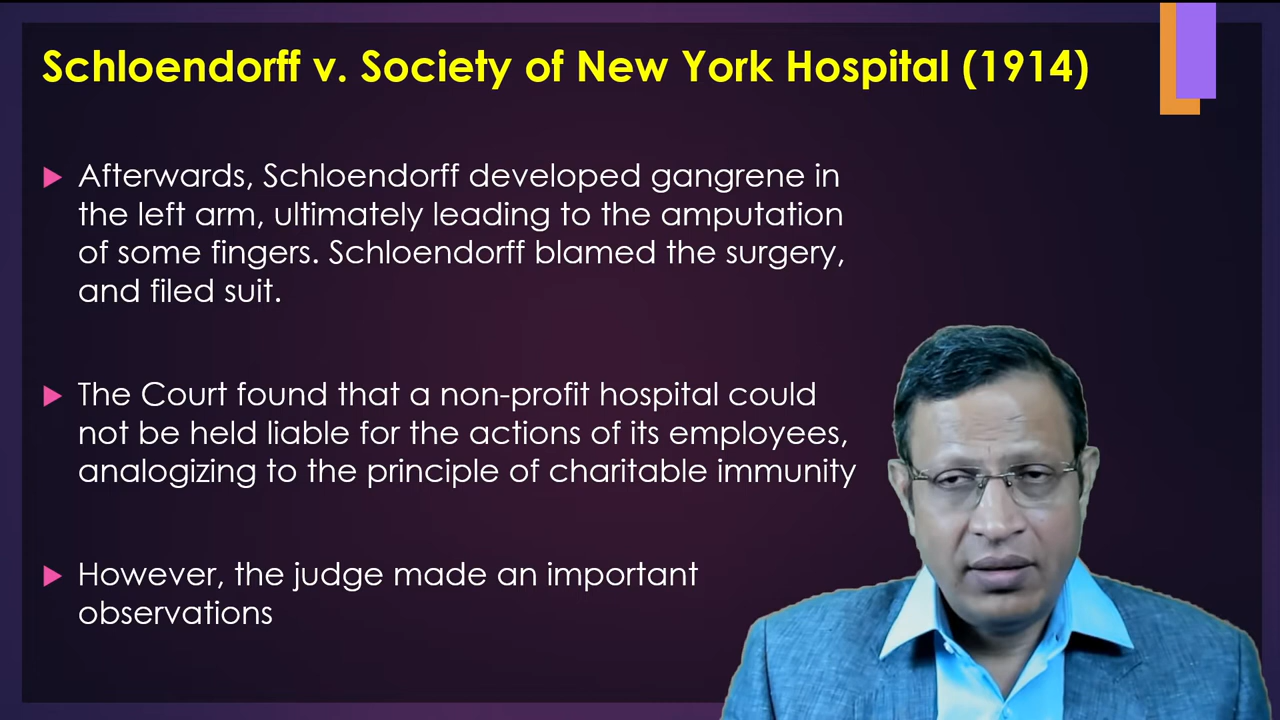 Schloendorff v. Society of New York Hospital (1914)
Afterwards, Schloendorff developed gangrene in
the left arm, ultimately leading to the amputation
of some fingers. Schloendorff blamed the surgery,
and filed suit.
The Court found that a non-profit hospital could
not be held liable for the actions of its employees,
analogizing to the principle of charitable immunity
However, the judge made an important
observations